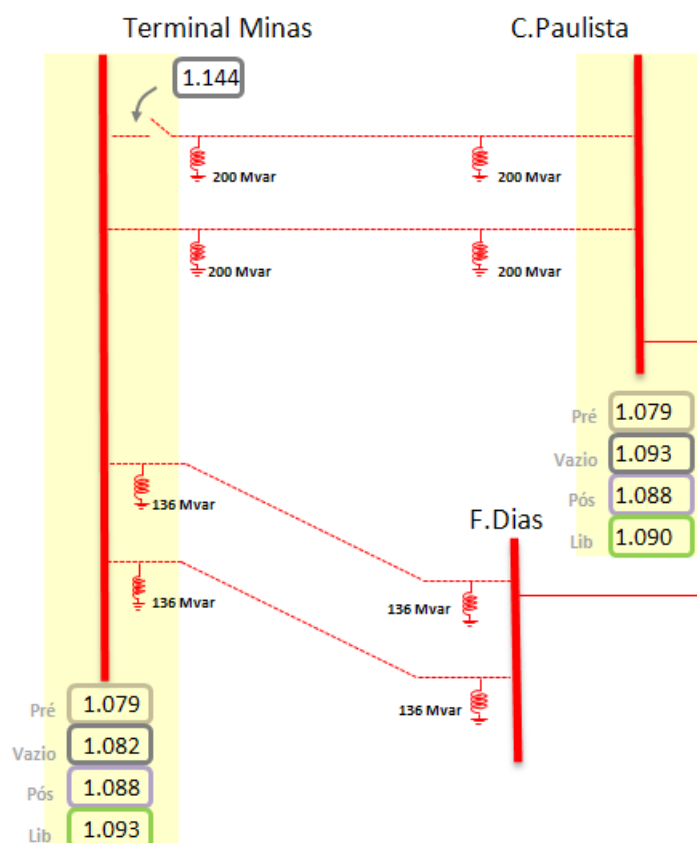 Terminal Minas
C.Paulista
1.144
200 Mvar
200 Mvar
200 Mvar
200 Mvar
Pré 1.079
Vazio 1.093
Pós 1.088
Lib 1.090
136 Mvar
F.Dias
136 Mvar
136 Mvar
136 Mvar
Pré 1.079
Vazio 1.082
Pós 1.088
Lib 1.093